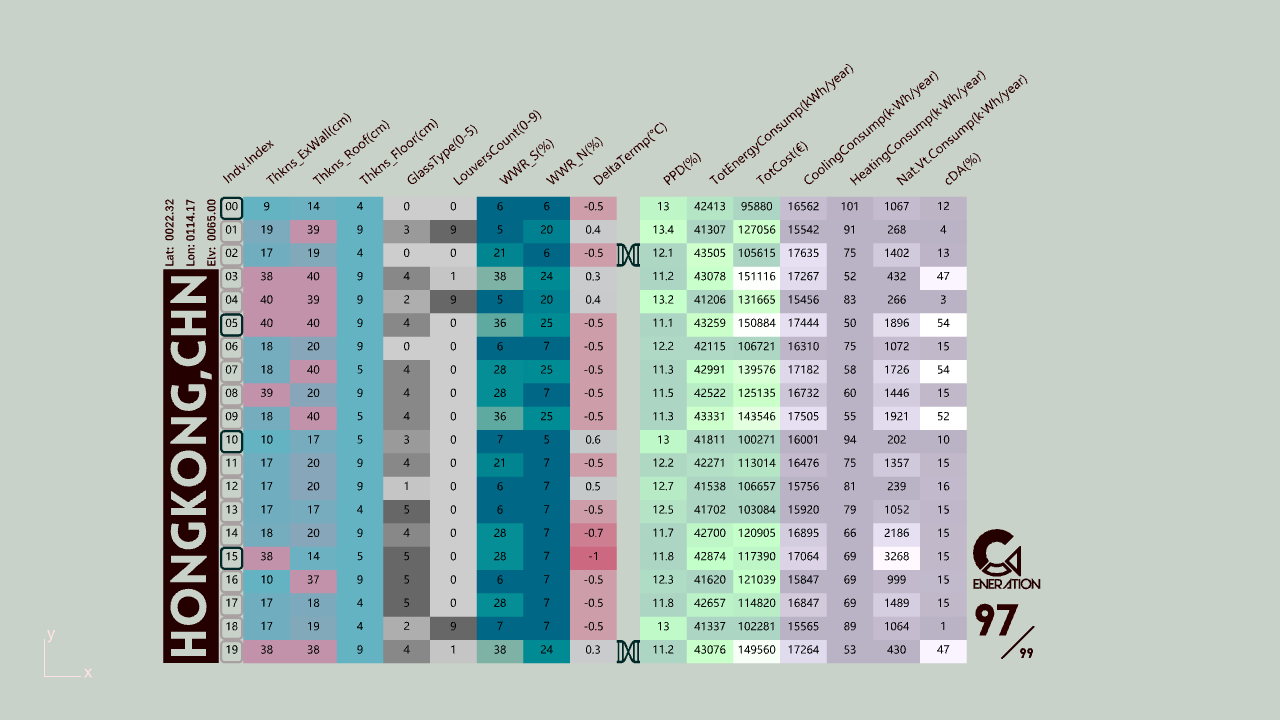 Indv.Index Thkns_ExWall(cm) Thkns_Roof(cm) Thkns_Floor(cm) GlassType(0-5) LouversCount(0-9) WWR_S(%) WWR_N(%) DeltaTermp(°C) PPD(%) TotEnergyConsump(kWh/year) TotCost(€) CoolingConsump(k·Wh/year) HeatingConsump(k·Wh/year) Nat.Vt.Consump(k·Wh/year) cDA(%)
Lat: 0022.32
Lon: 0114.17
Elv: 0065.00
HONGKONG,CHN
00 9 14 4 0 0 6 6 -0.5 13 42413 95880 16562 101 1067 12
01 19 39 9 3 9 5 20 0.4 13.4 41307 127056 15542 91 268 4
02 17 19 4 0 0 21 6 -0.5 12.1 43505 105615 17635 75 1402 13
03 38 40 9 4 1 38 24 0.3 11.2 43078 151116 17267 52 432 47
04 40 39 9 2 9 5 20 0.4 13.2 41206 131665 15456 83 266 3
05 40 40 9 4 0 36 25 -0.5 11.1 43259 150884 17444 50 1896 54
06 18 20 9 0 0 6 7 -0.5 12.2 42115 106721 16310 75 1072 15
07 18 40 5 4 0 28 25 -0.5 11.3 42991 139576 17182 58 1726 54
08 39 20 9 4 0 28 7 -0.5 11.5 42522 125135 16732 60 1446 15
09 18 40 5 4 0 36 25 -0.5 11.3 43331 143546 17505 55 1921 52
10 10 17 5 3 0 7 5 0.6 13 41811 100271 16001 94 202 10
11 17 20 9 4 0 21 7 -0.5 12.2 42271 113014 16476 75 1357 15
12 17 20 9 1 0 6 7 0.5 12.7 41538 106657 15756 81 239 16
13 17 17 4 5 0 6 7 -0.5 12.5 41702 103084 15920 79 1052 15
14 18 20 9 4 0 28 7 -0.7 11.7 42700 120905 16895 66 2186 15
15 38 14 5 5 0 28 7 -1 11.8 42874 117390 17064 69 3268 15
16 10 37 9 5 0 6 7 -0.5 12.3 41620 121039 15847 69 999 15
17 17 18 4 5 0 28 7 -0.5 11.8 42657 114820 16847 69 1489 15
18 17 19 4 2 9 7 7 -0.5 13 41337 102281 15565 89 1064 1
19 38 38 9 4 1 38 24 0.3 11.2 43076 149560 17264 53 430 47
GENERATION
97/99
y
x